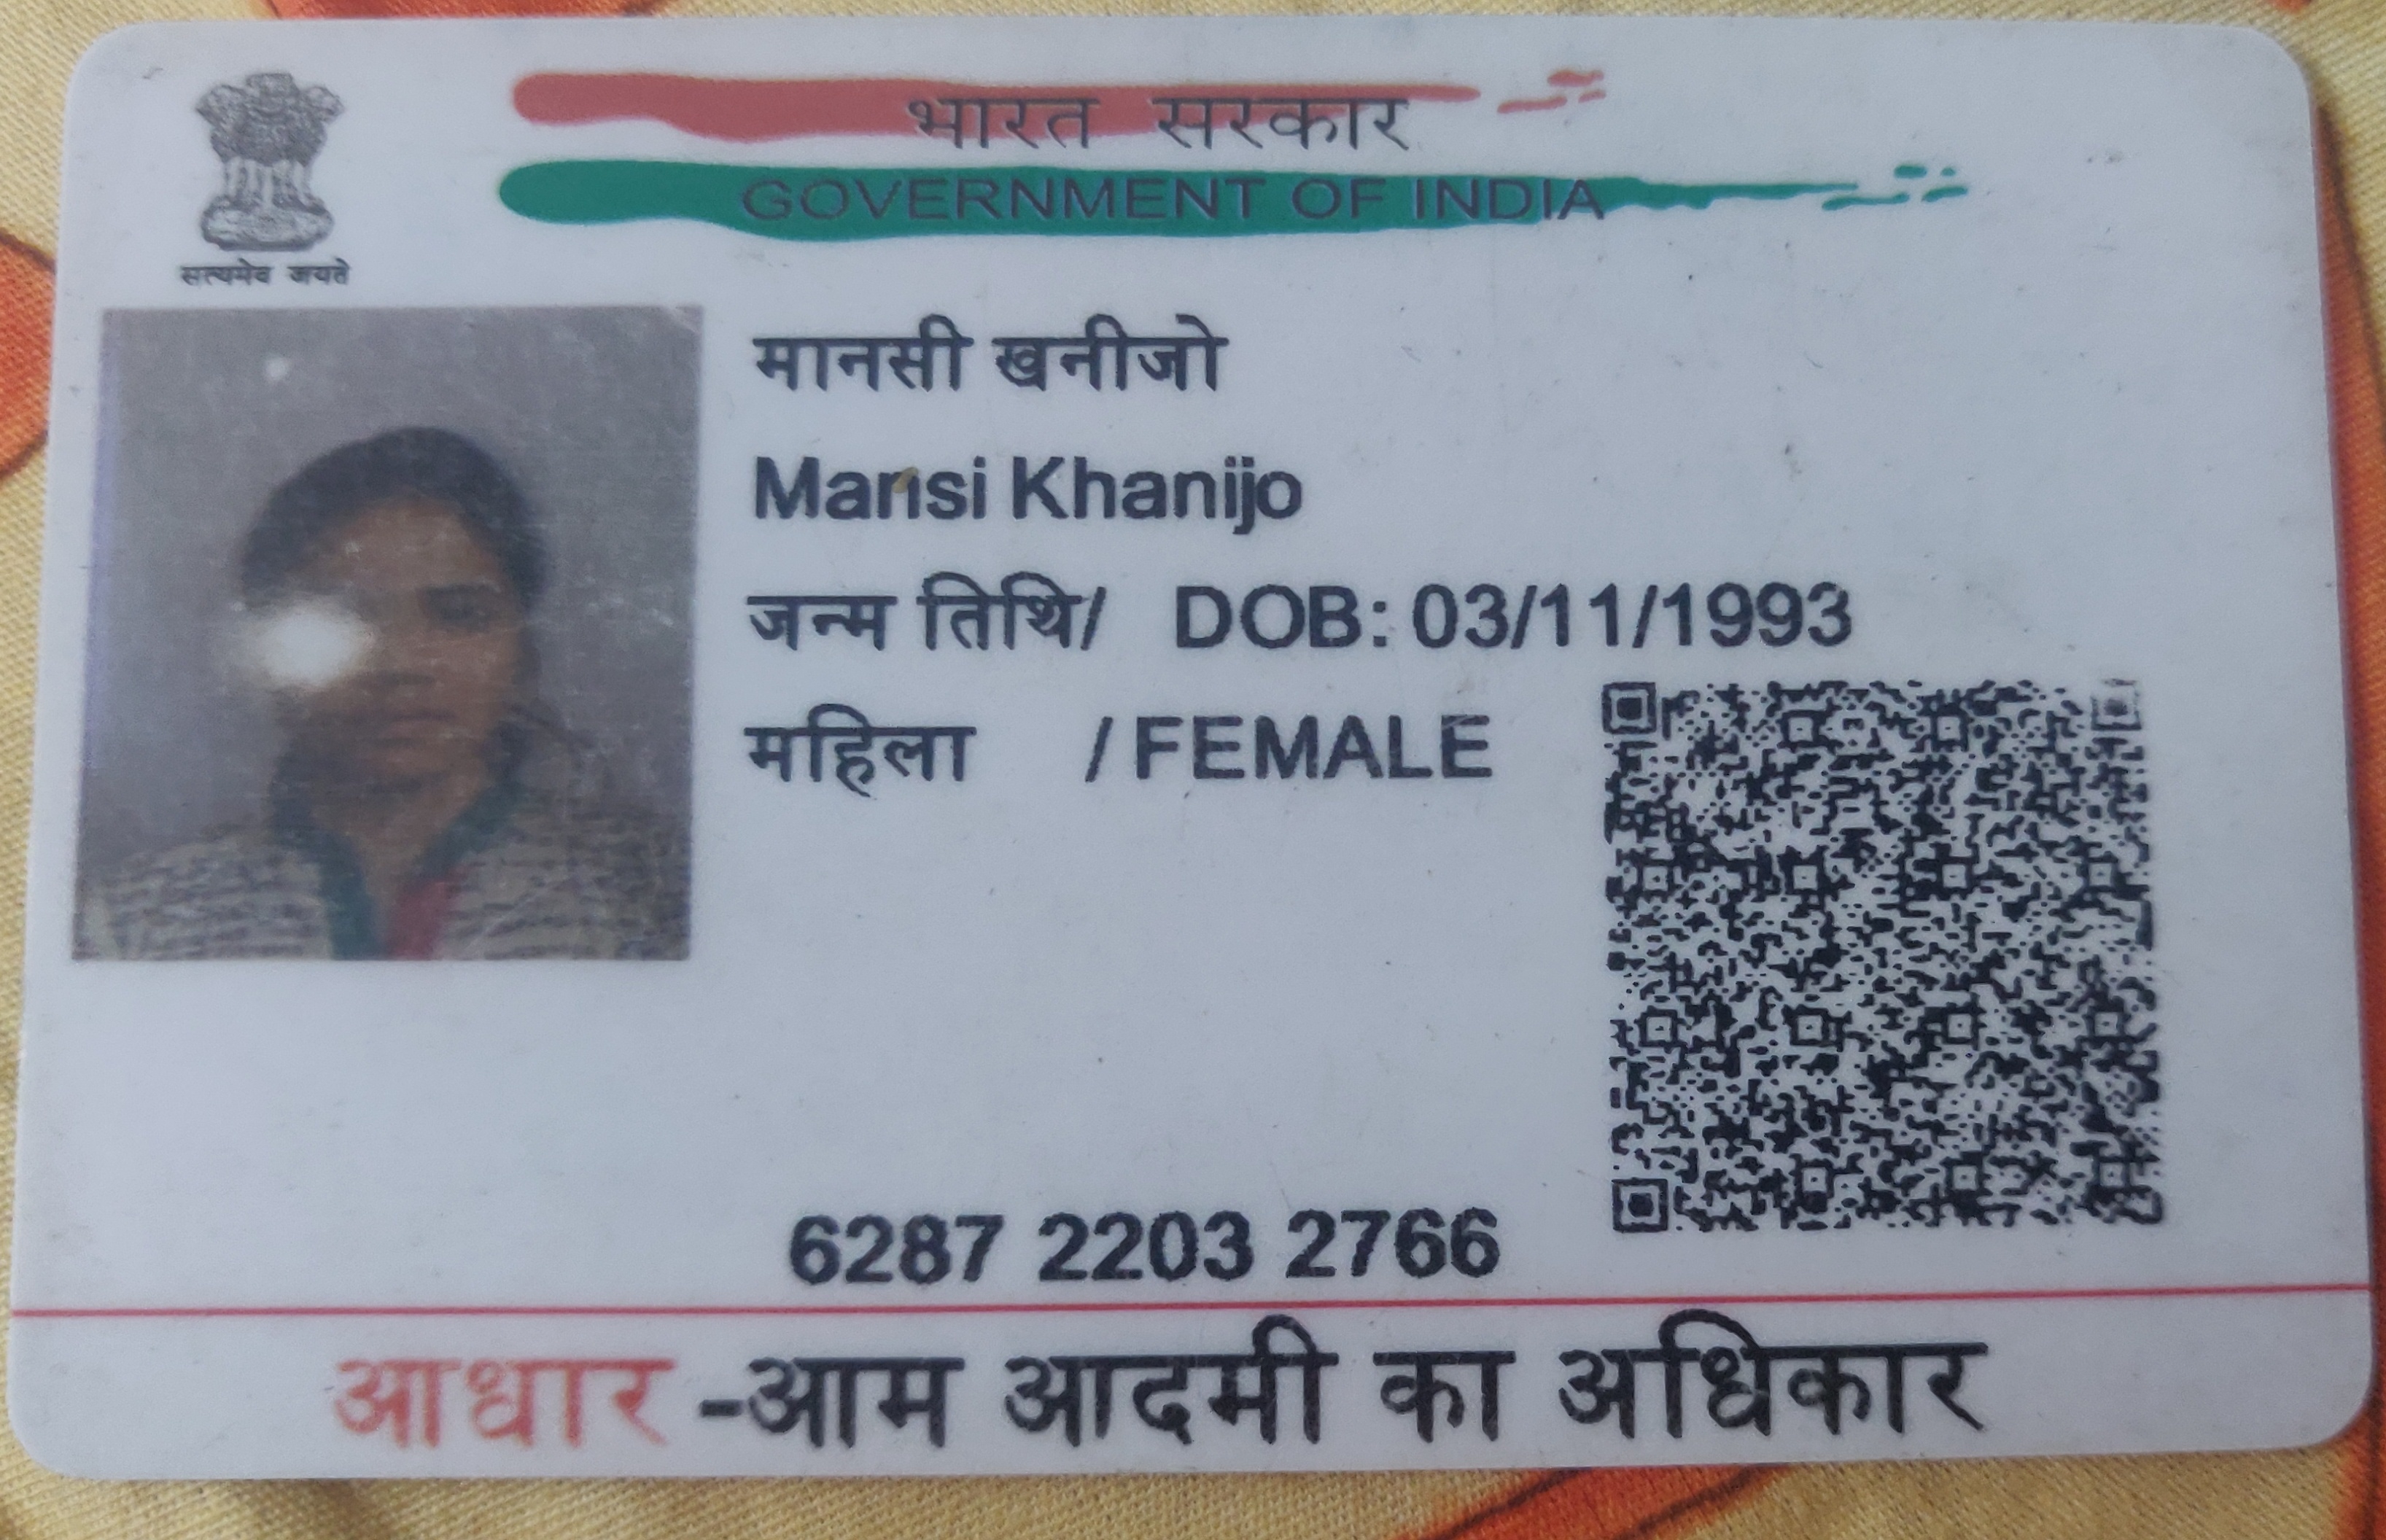 भारत सरकार
GOVERNMENT OF INDIA
सत्यमेव जयते
मानसी खनीजो
Mansi Khanijo
जन्म तिथि/ DOB: 03/11/1993
महिला / FEMALE
6287 2203 2766
आधार -आम आदमी का अधिकार